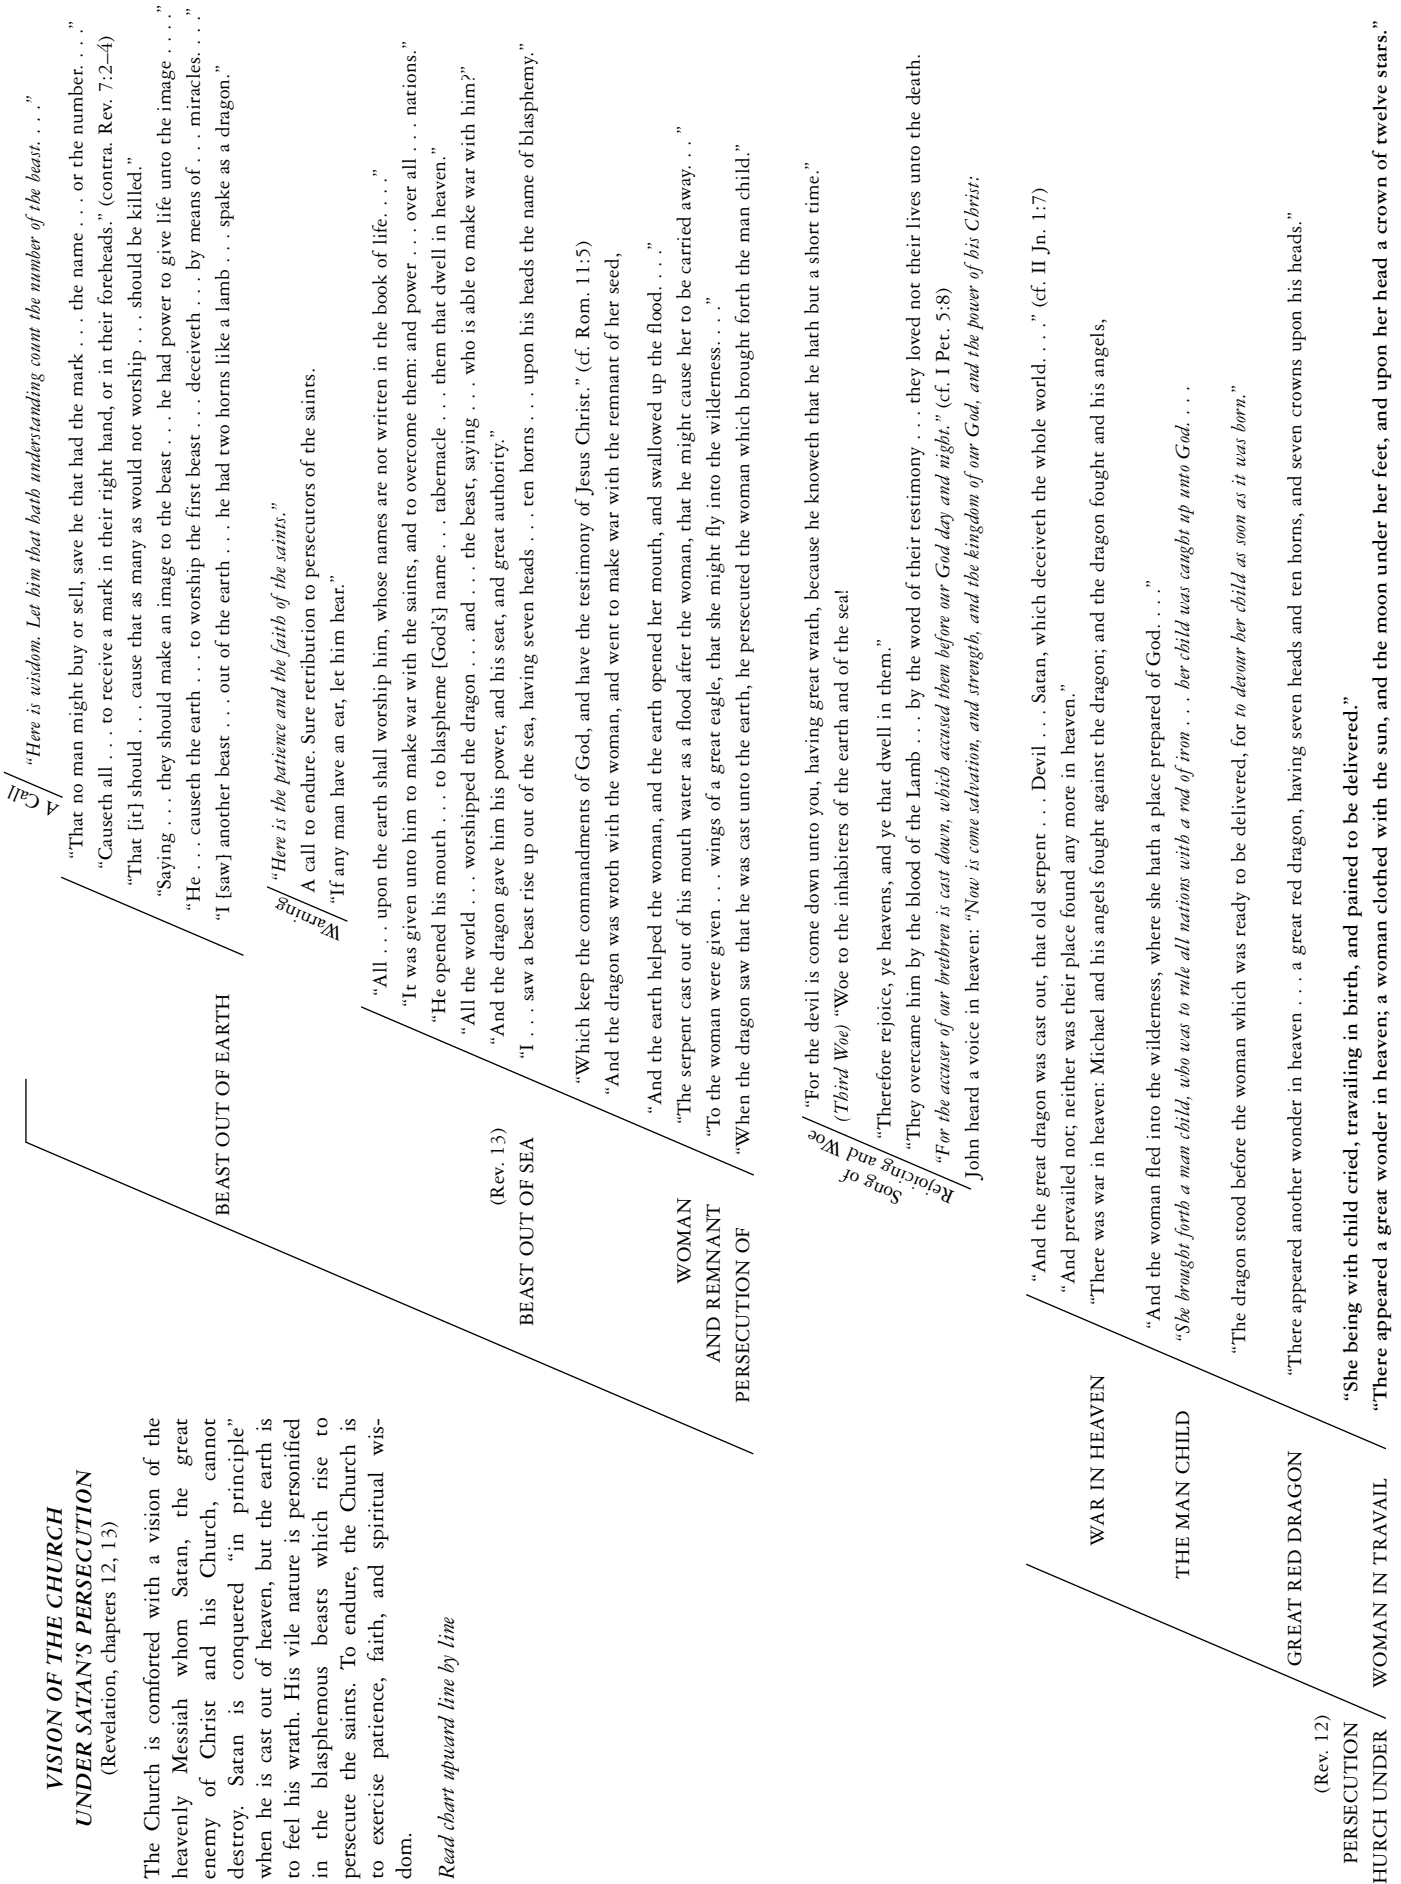 VISION OF THE CHURCH
UNDER SATAN'S PERSECUTION
(Revelation, chapters 12, 13)
The Church is comforted with a vision of the
heavenly Messiah whom Satan, the great
enemy of Christ and his Church, cannot
destroy. Satan is conquered “in principle”
when he is cast out of heaven, but the earth is
to feel his wrath. His vile nature is personified
in the blasphemous beasts which rise to
persecute the saints. To endure, the Church is
to exercise patience, faith, and spiritual wis-
dom.
Read chart upward line by line
A Call
“Here is wisdom. Let him that hath understanding count the number of the beast. . . .”
“That no man might buy or sell, save he that had the mark . . . the name . . . or the number. . . .”
“Causeth all . . . to receive a mark in their right hand, or in their foreheads.” (contra. Rev. 7:2–4)
“That [it] should . . . cause that as many as would not worship . . . should be killed.”
“Saying . . . they should make an image to the beast . . . he had power to give life unto the image . . . .”
“He . . . causeth the earth . . . to worship the first beast . . . deceiveth . . . by means of . . . miracles. . . .”
BEAST OUT OF EARTH
“I [saw] another beast . . . out of the earth . . . he had two horns like a lamb . . . spake as a dragon.”
Warning
“Here is the patience and the faith of the saints.”
A call to endure. Sure retribution to persecutors of the saints.
“If any man have an ear, let him hear.”
“All . . . upon the earth shall worship him, whose names are not written in the book of life. . . .”
“It was given unto him to make war with the saints, and to overcome them: and power . . . over all . . . nations.”
“He opened his mouth . . . to blaspheme [God's] name . . . tabernacle . . . them that dwell in heaven.”
“All the world . . . worshipped the dragon . . . and . . . the beast, saying . . . who is able to make war with him?”
(Rev. 13)
“And the dragon gave him his power, and his seat, and great authority.”
BEAST OUT OF SEA
“I . . . saw a beast rise up out of the sea, having seven heads . . . ten horns . . . upon his heads the name of blasphemy.”
“Which keep the commandments of God, and have the testimony of Jesus Christ.” (cf. Rom. 11:5)
“And the dragon was wroth with the woman, and went to make war with the remnant of her seed,
“And the earth helped the woman, and the earth opened her mouth, and swallowed up the flood. . . .”
WOMAN
“The serpent cast out of his mouth water as a flood after the woman, that he might cause her to be carried away. . . ”
AND REMNANT
“To the woman were given . . . wings of a great eagle, that she might fly into the wilderness. . . .”
PERSECUTION OF
“When the dragon saw that he was cast unto the earth, he persecuted the woman which brought forth the man child.”
Song of
Rejoicing and Woe
“For the devil is come down unto you, having great wrath, because he knoweth that he hath but a short time.”
(Third Woe) “Woe to the inhabiters of the earth and of the sea!
“Therefore rejoice, ye heavens, and ye that dwell in them.”
“They overcame him by the blood of the Lamb . . . by the word of their testimony . . . they loved not their lives unto the death.
“For the accuser of our brethren is cast down, which accused them before our God day and night.” (cf. I Pet. 5:8)
John heard a voice in heaven: “Now is come salvation, and strength, and the kingdom of our God, and the power of his Christ:
“And the great dragon was cast out, that old serpent . . . Devil . . . Satan, which deceiveth the whole world. . . .” (cf. II Jn. 1:7)
“And prevailed not; neither was their place found any more in heaven.”
WAR IN HEAVEN
“There was war in heaven: Michael and his angels fought against the dragon; and the dragon fought and his angels,
“And the woman fled into the wilderness, where she hath a place prepared of God. . . .”
THE MAN CHILD
“She brought forth a man child, who was to rule all nations with a rod of iron . . . her child was caught up unto God. . . .
“The dragon stood before the woman which was ready to be delivered, for to devour her child as soon as it was born.”
GREAT RED DRAGON
“There appeared another wonder in heaven . . . a great red dragon, having seven heads and ten horns, and seven crowns upon his heads.”
(Rev. 12)
PERSECUTION
“She being with child cried, travailing in birth, and pained to be delivered.”
HURCH UNDER
WOMAN IN TRAVAIL
“There appeared a great wonder in heaven; a woman clothed with the sun, and the moon under her feet, and upon her head a crown of twelve stars.”